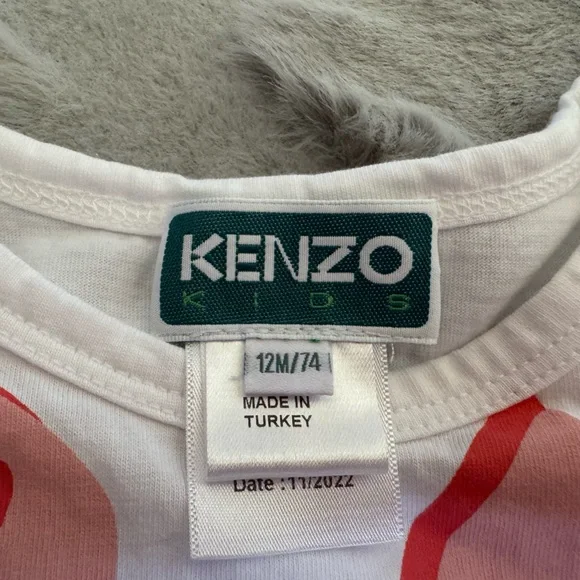 KENZO
KIDS
12M/74
MADE IN
TURKEY
Date :11/2022